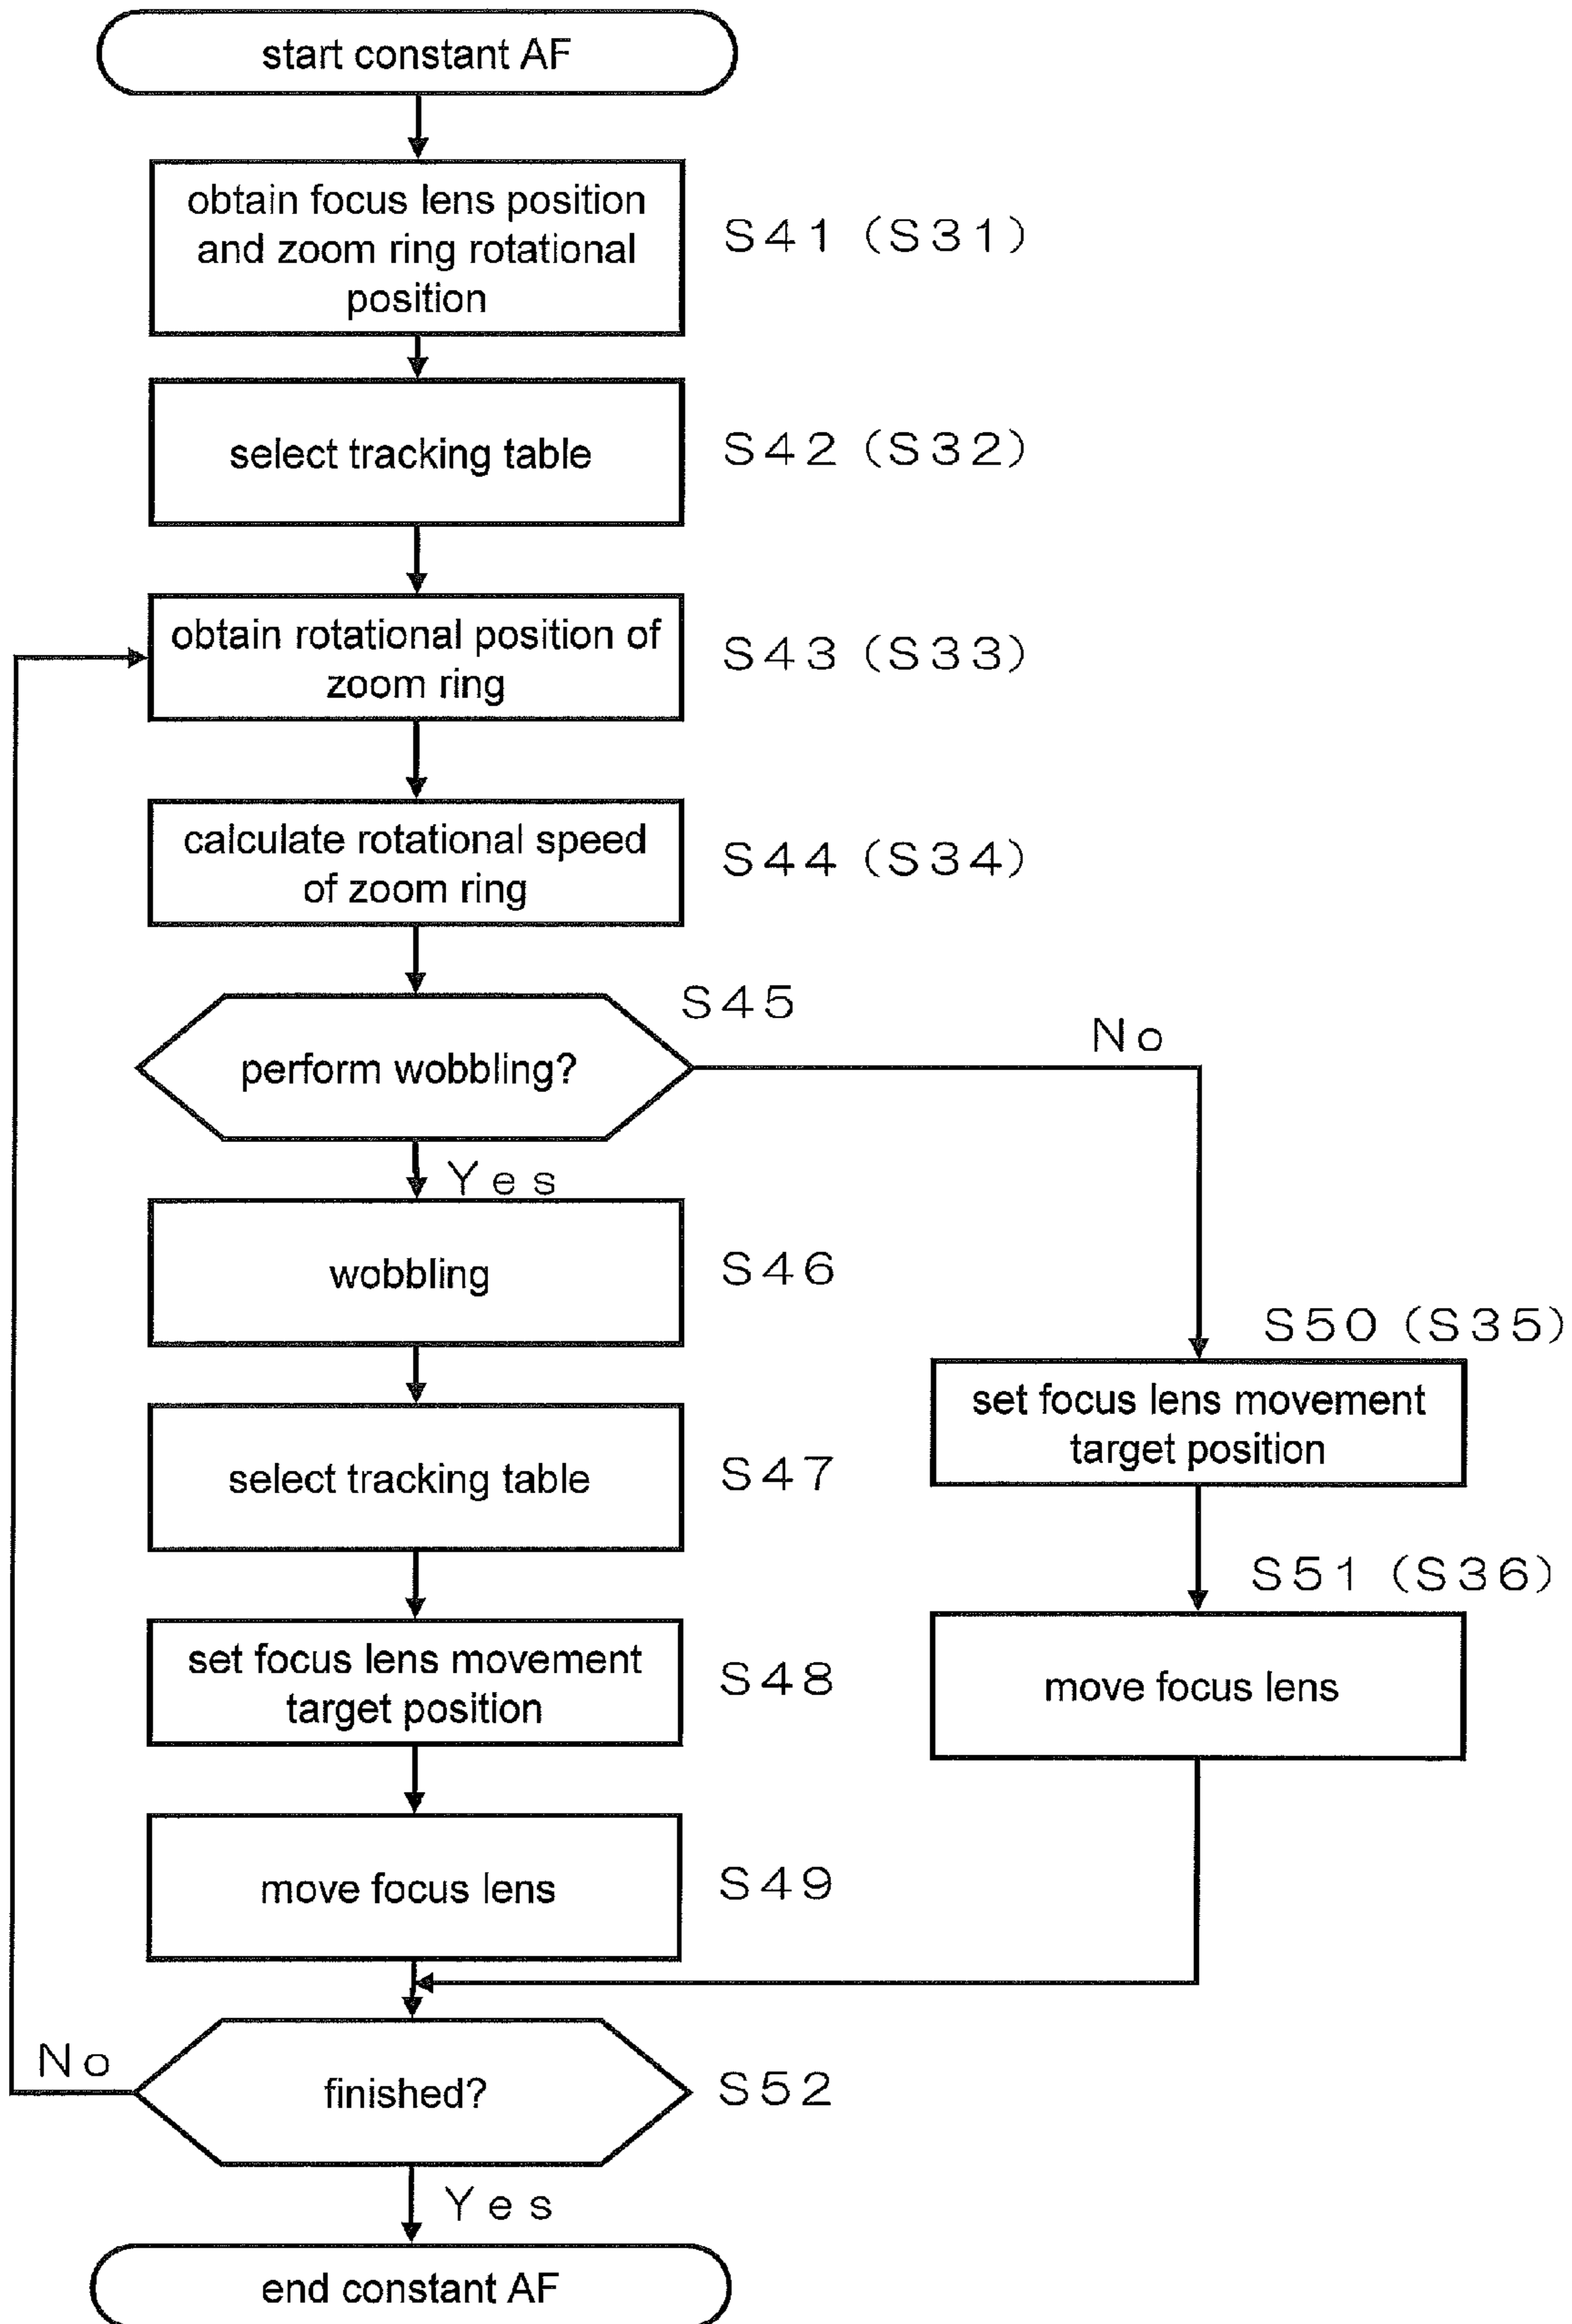 start constant AF
obtain focus lens position
and zoom ring rotational
position
S41 (S31)
select tracking table
S42 (S32)
obtain rotational position of
zoom ring
S43 (S33)
calculate rotational speed
of zoom ring
S44 (S34)
S45
perform wobbling?
No
Yes
wobbling
S46
select tracking table
S47
set focus lens movement
target position
S48
move focus lens
S49
S50 (S35)
set focus lens movement
target position
S51 (S36)
move focus lens
No
finished?
S52
Yes
end constant AF